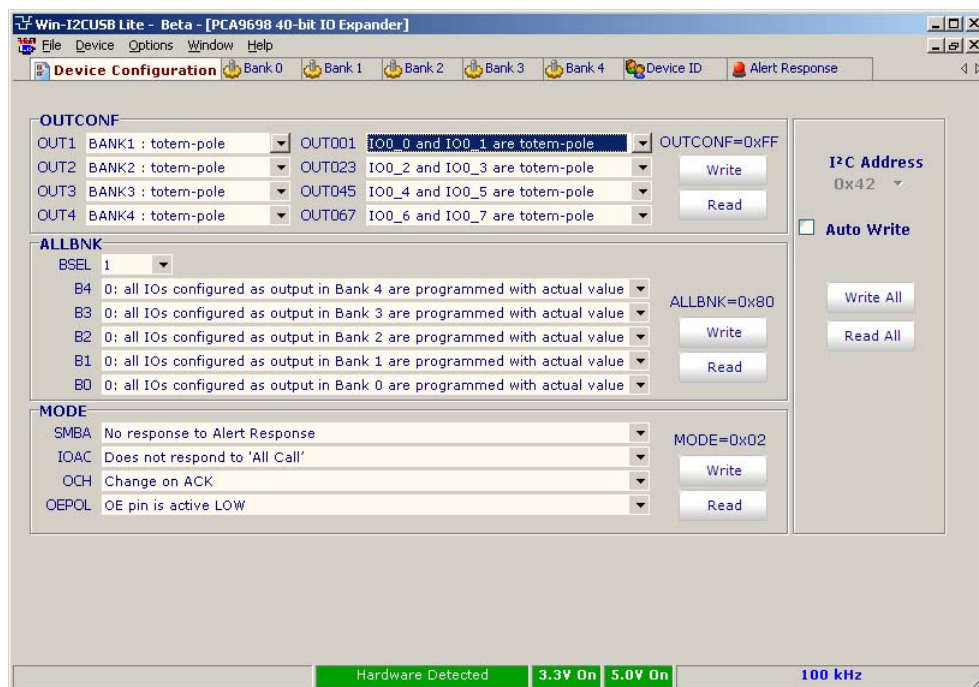 Win-I2CUSB Lite - Beta - [PCA9698 40-bit IO Expander]
File Device Options Window Help
Device Configuration Bank 0 Bank 1 Bank 2 Bank 3 Bank 4 Device ID Alert Response
OUTCONF
OUT1 BANK1 : totem-pole OUT001 IO0_0 and IO0_1 are totem-pole OUTCONF=0xFF
OUT2 BANK2 : totem-pole OUT023 IO0_2 and IO0_3 are totem-pole Write
OUT3 BANK3 : totem-pole OUT045 IO0_4 and IO0_5 are totem-pole Read
OUT4 BANK4 : totem-pole OUT067 IO0_6 and IO0_7 are totem-pole
ALLBNK
BSEL 1
B4 0: all IOs configured as output in Bank 4 are programmed with actual value ALLBNK=0x80
B3 0: all IOs configured as output in Bank 3 are programmed with actual value
B2 0: all IOs configured as output in Bank 2 are programmed with actual value Write
B1 0: all IOs configured as output in Bank 1 are programmed with actual value Read
B0 0: all IOs configured as output in Bank 0 are programmed with actual value
MODE
SMBA No response to Alert Response MODE=0x02
IOAC Does not respond to 'All Call'
OCH Change on ACK Write
OEPOL OE pin is active LOW Read
I²C Address
0x42
Auto Write
Write All
Read All
Hardware Detected 3.3V On 5.0V On 100 kHz